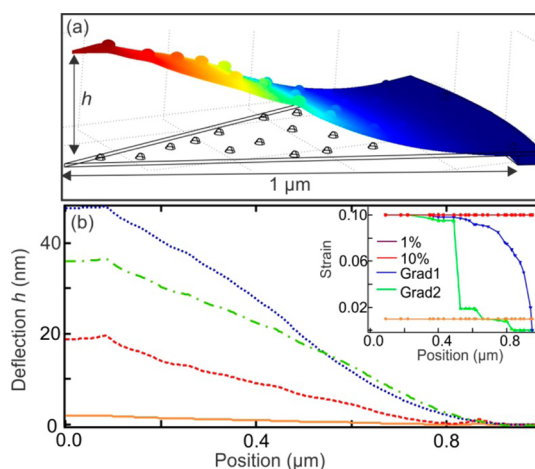 (a)
h
1 µm
(b)
Deflection h (nm)
40
20
0
0.0
0.4
0.8
Position (µm)
Strain
0.10
0.06
0.02
1%
10%
Grad1
Grad2
0
0.4
0.8
Position (µm)